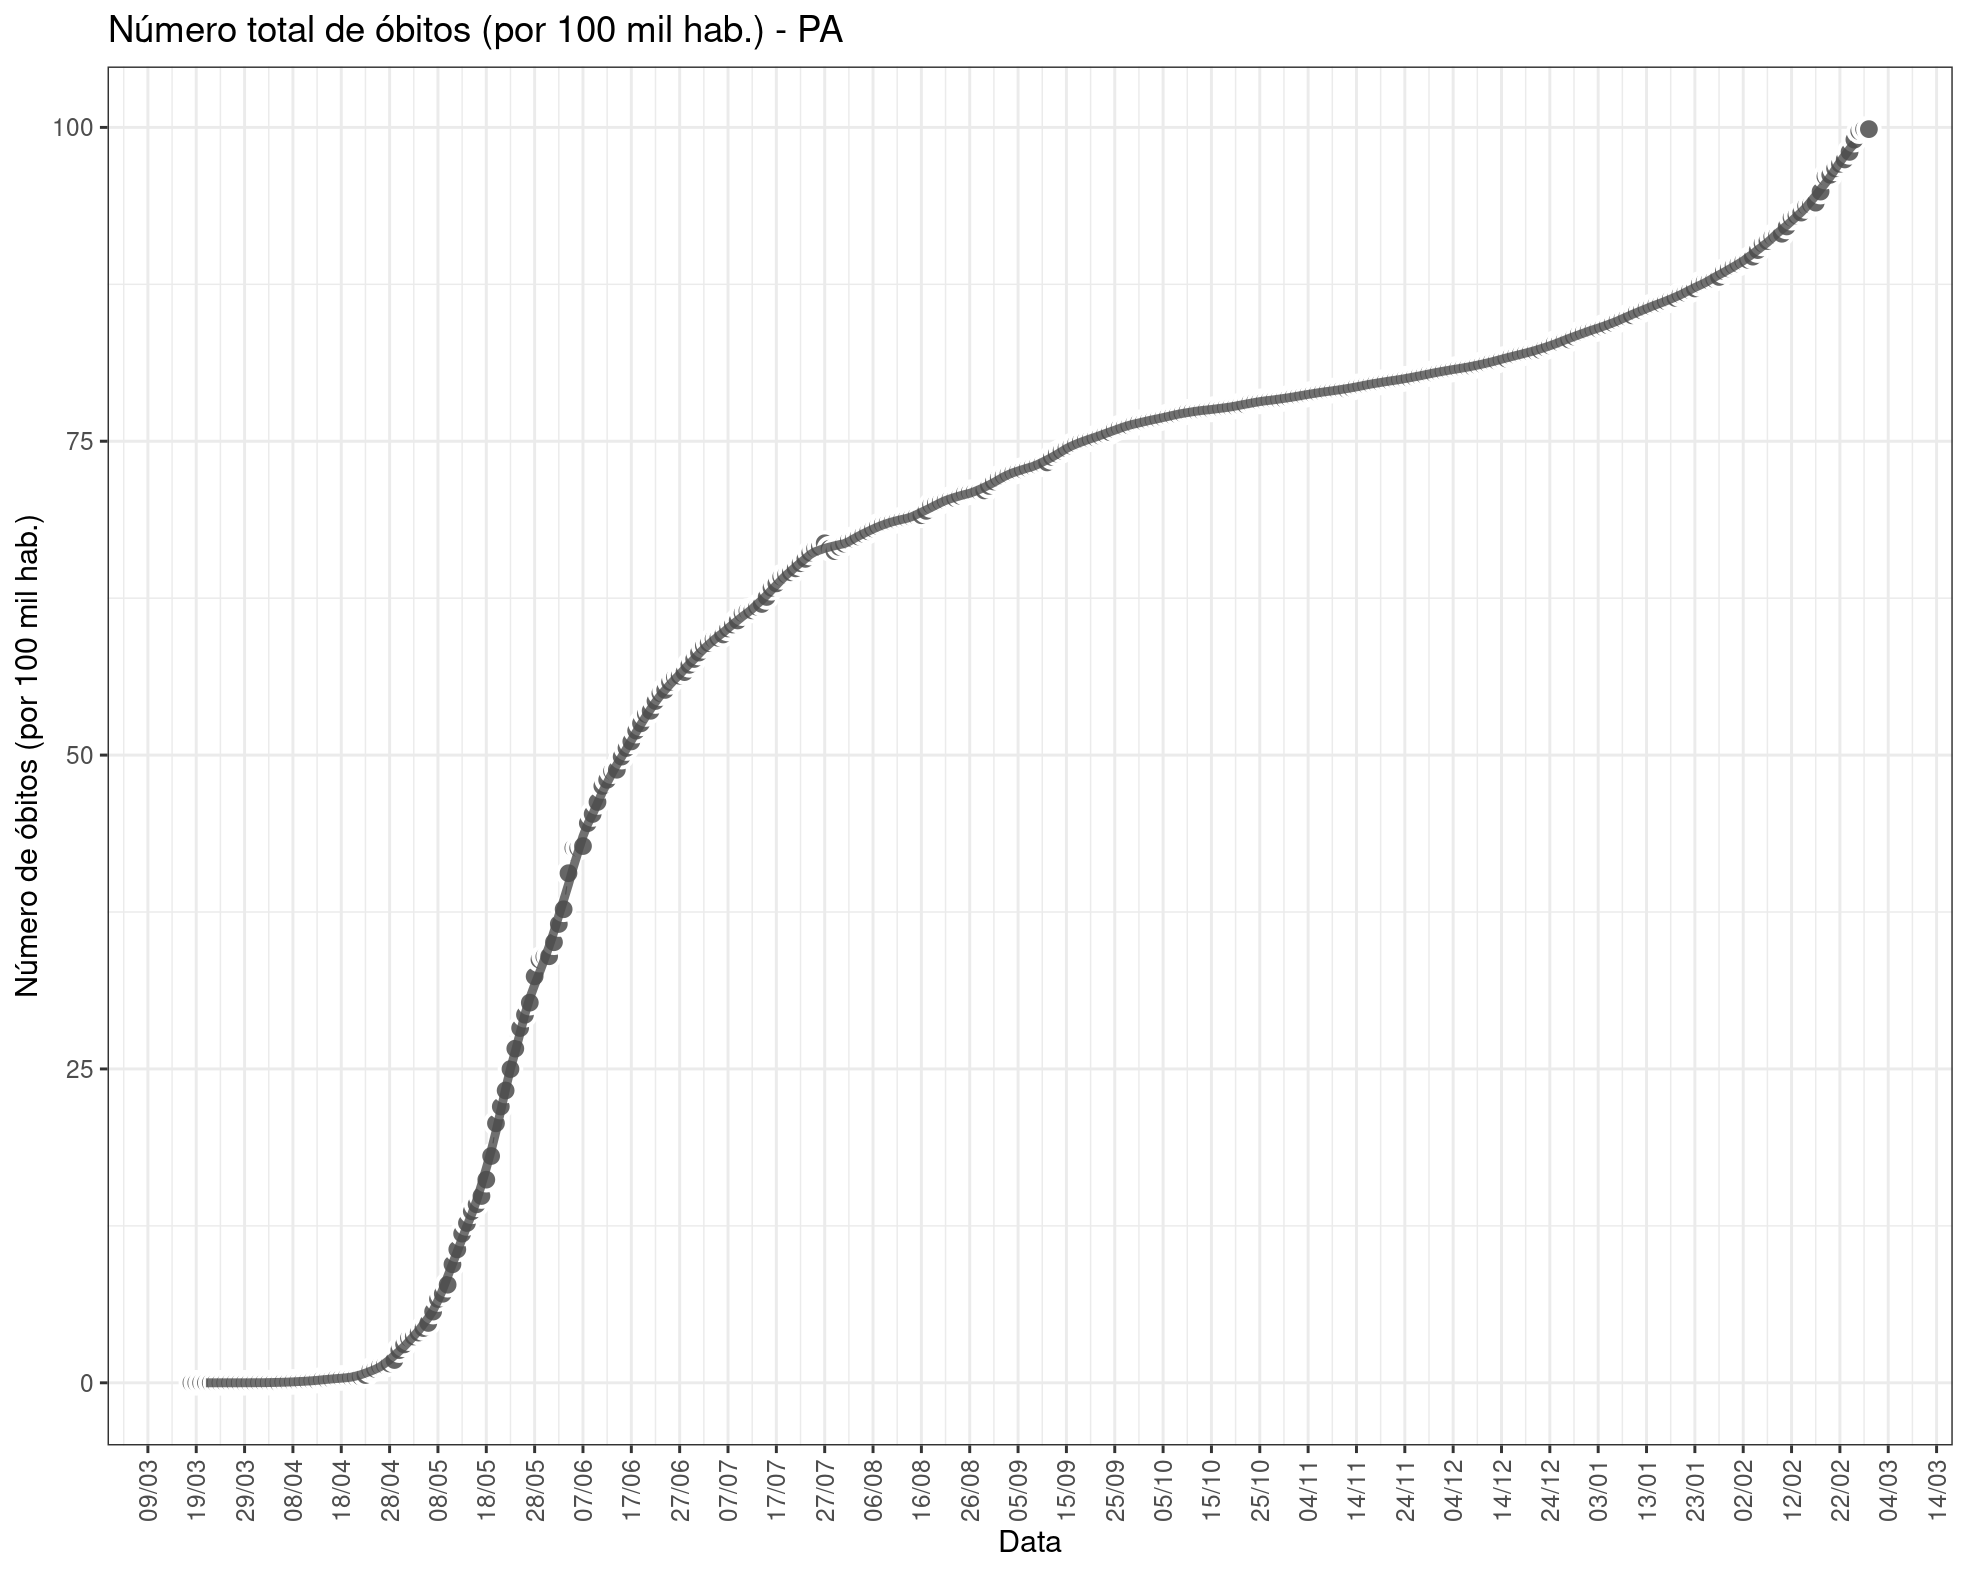 Número total de óbitos (por 100 mil hab.) - PA
Número de óbitos (por 100 mil hab.)
100
75
50
25
0
09/03 19/03 29/03 08/04 18/04 28/04 08/05 18/05 28/05 07/06 17/06 27/06 07/07 17/07 27/07 06/08 16/08 26/08 05/09 15/09 25/09 05/10 15/10 25/10 04/11 14/11 24/11 04/12 14/12 24/12 03/01 13/01 23/01 02/02 12/02 22/02 04/03 14/03
Data